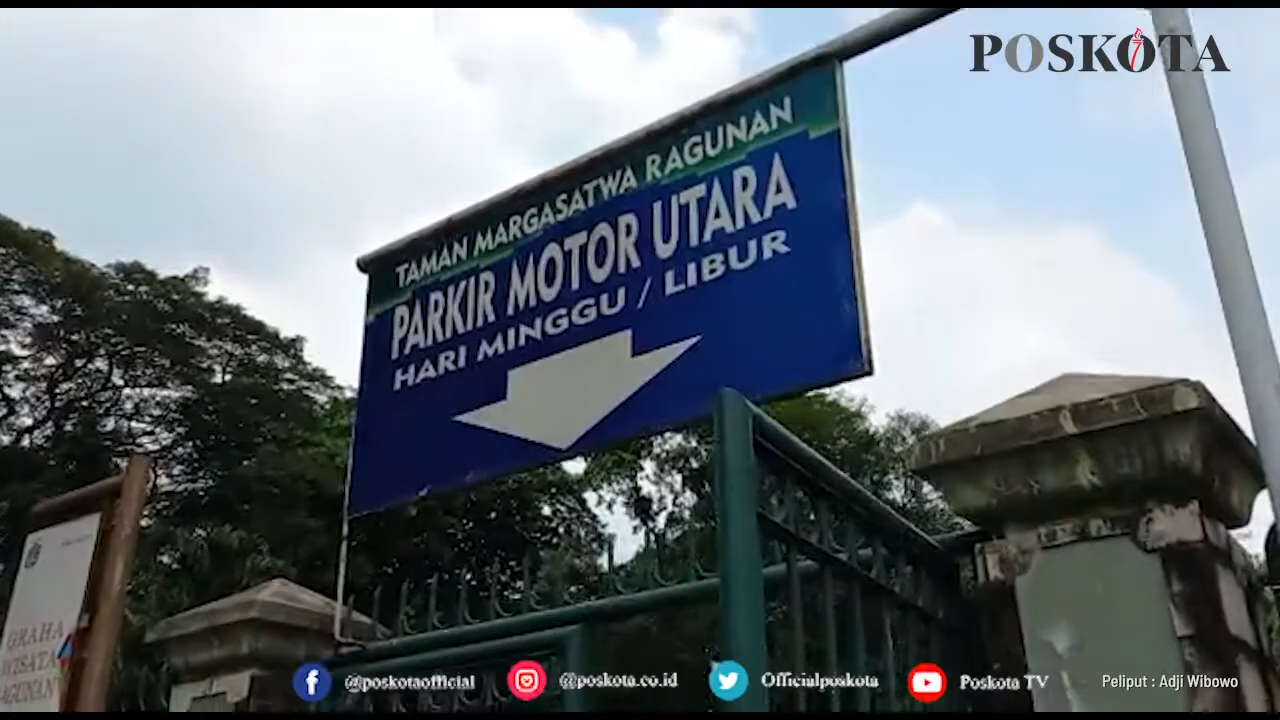 POSKOTA
TAMAN MARGASATWA RAGUNAN
PARKIR MOTOR UTARA
HARI MINGGU / LIBUR
GRAHA
WISATA
RAGUNAN
@poskotaofficial
@poskota.co.id
Officialposkota
Poskota TV
Peliput : Adji Wibowo